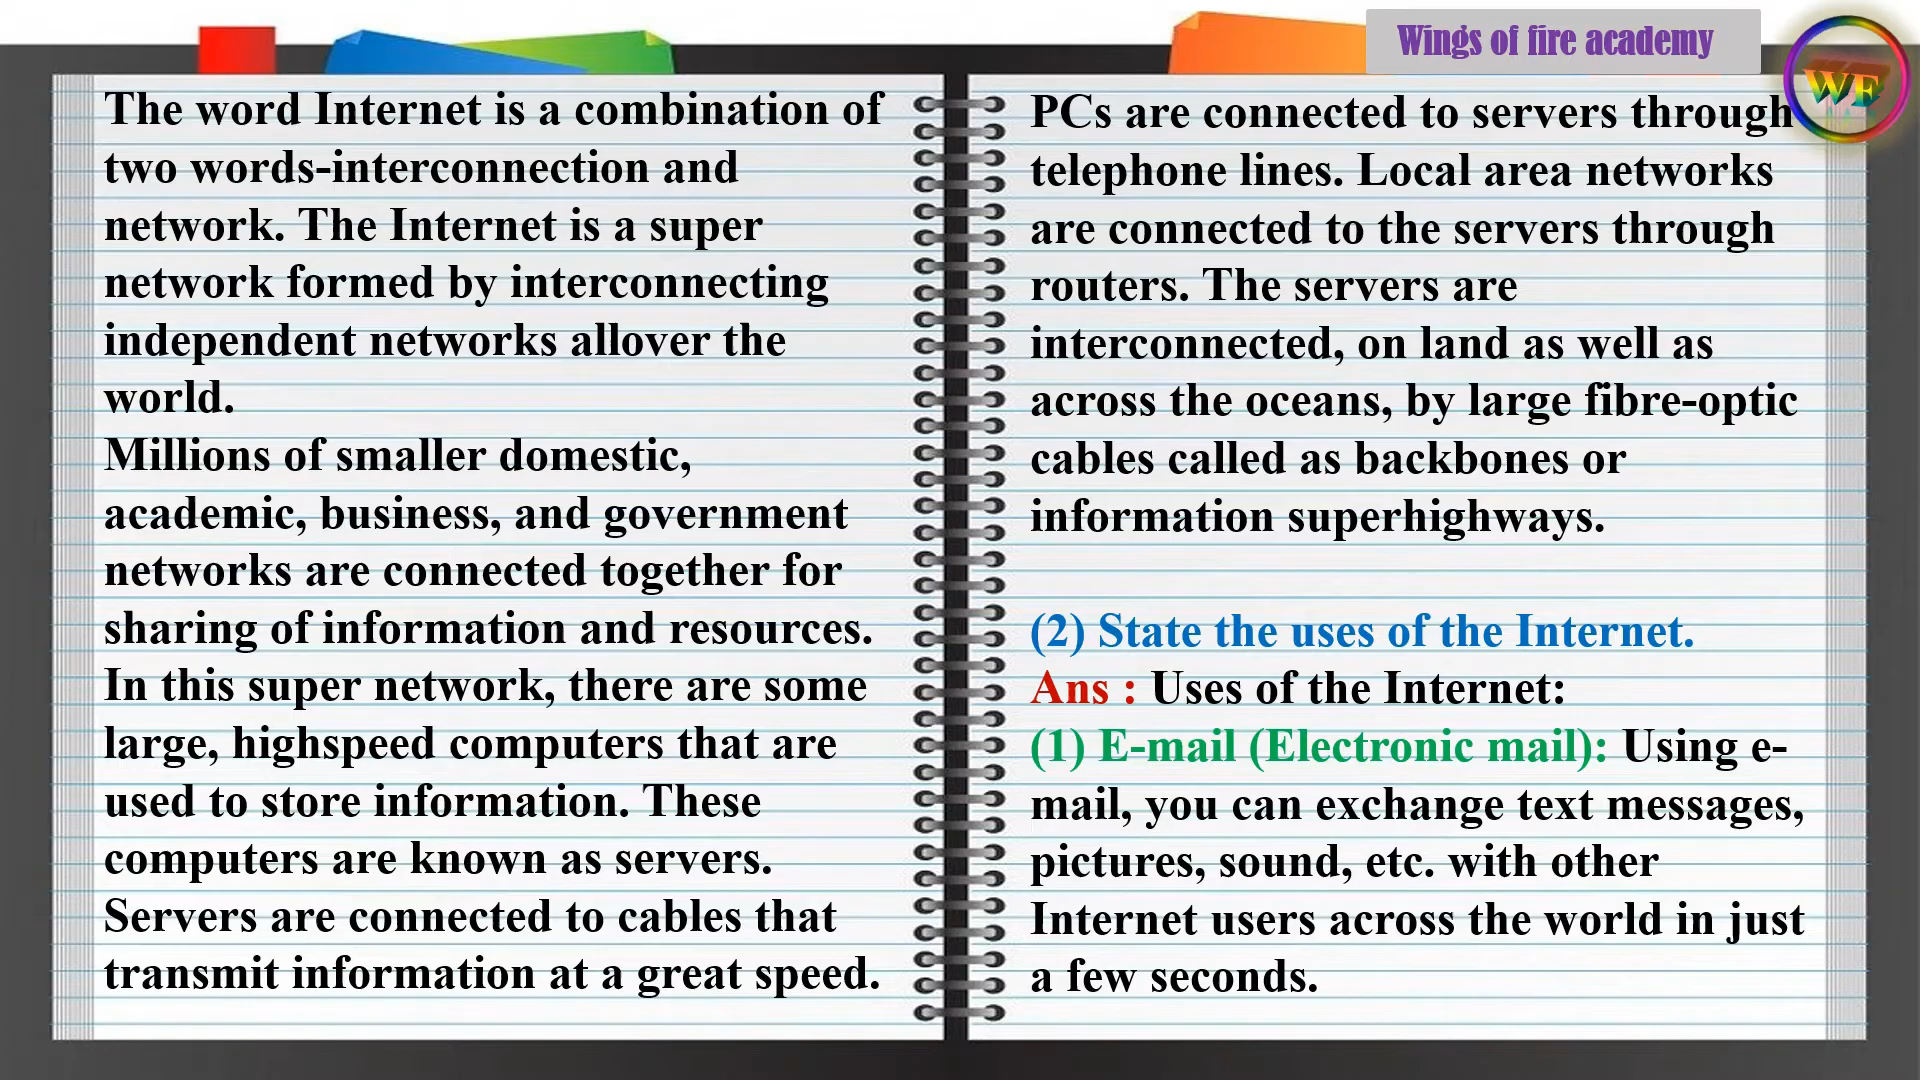 Wings of fire academy
WE
The word Internet is a combination of
two words-interconnection and
network. The Internet is a super
network formed by interconnecting
independent networks allover the
world.
Millions of smaller domestic,
academic, business, and government
networks are connected together for
sharing of information and resources.
In this super network, there are some
large, highspeed computers that are
used to store information. These
computers are known as servers.
Servers are connected to cables that
transmit information at a great speed.
PCs are connected to servers through
telephone lines. Local area networks
are connected to the servers through
routers. The servers are
interconnected, on land as well as
across the oceans, by large fibre-optic
cables called as backbones or
information superhighways.
(2) State the uses of the Internet.
Ans : Uses of the Internet:
(1) E-mail (Electronic mail): Using e-
mail, you can exchange text messages,
pictures, sound, etc. with other
Internet users across the world in just
a few seconds.